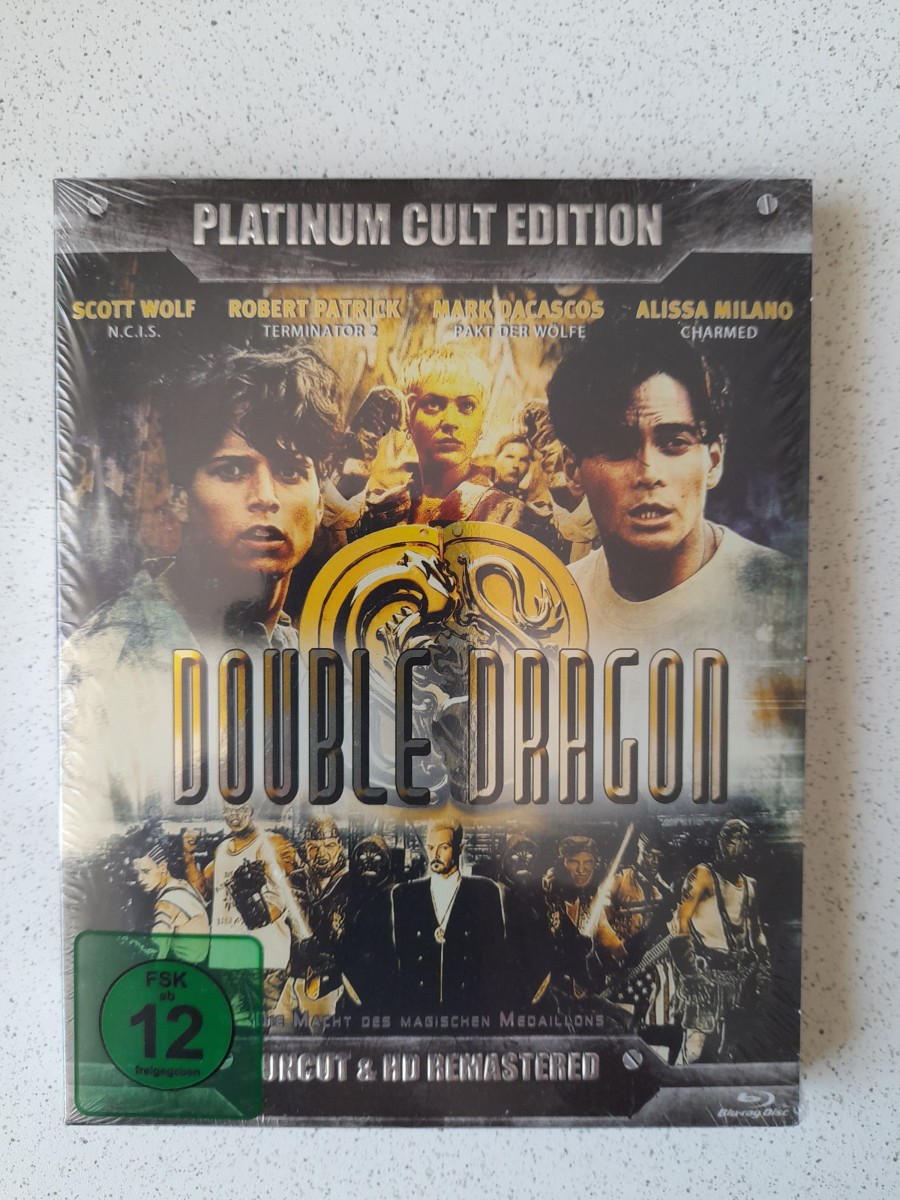 PLATINUM CULT EDITION
SCOTT WOLF ROBERT PATRICK MARK DACASCOS ALISSA MILANO
N.C.I.S. TERMINATOR 2 PAKT DER WÖLFE CHARMED
DOUBLE DRAGON
DIE MACHT DES MAGISCHEN MEDAILLONS
UNCUT & HD REMASTERED
FSK
ab
12
freigegeben
Blu-ray Disc